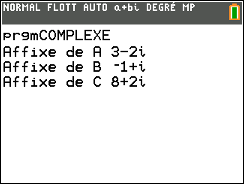 NORMAL FLOTT AUTO a+bi DEGRÉ MP
prgmCOMPLEXE
Affixe de A 3-2i
Affixe de B -1+i
Affixe de C 8+2i